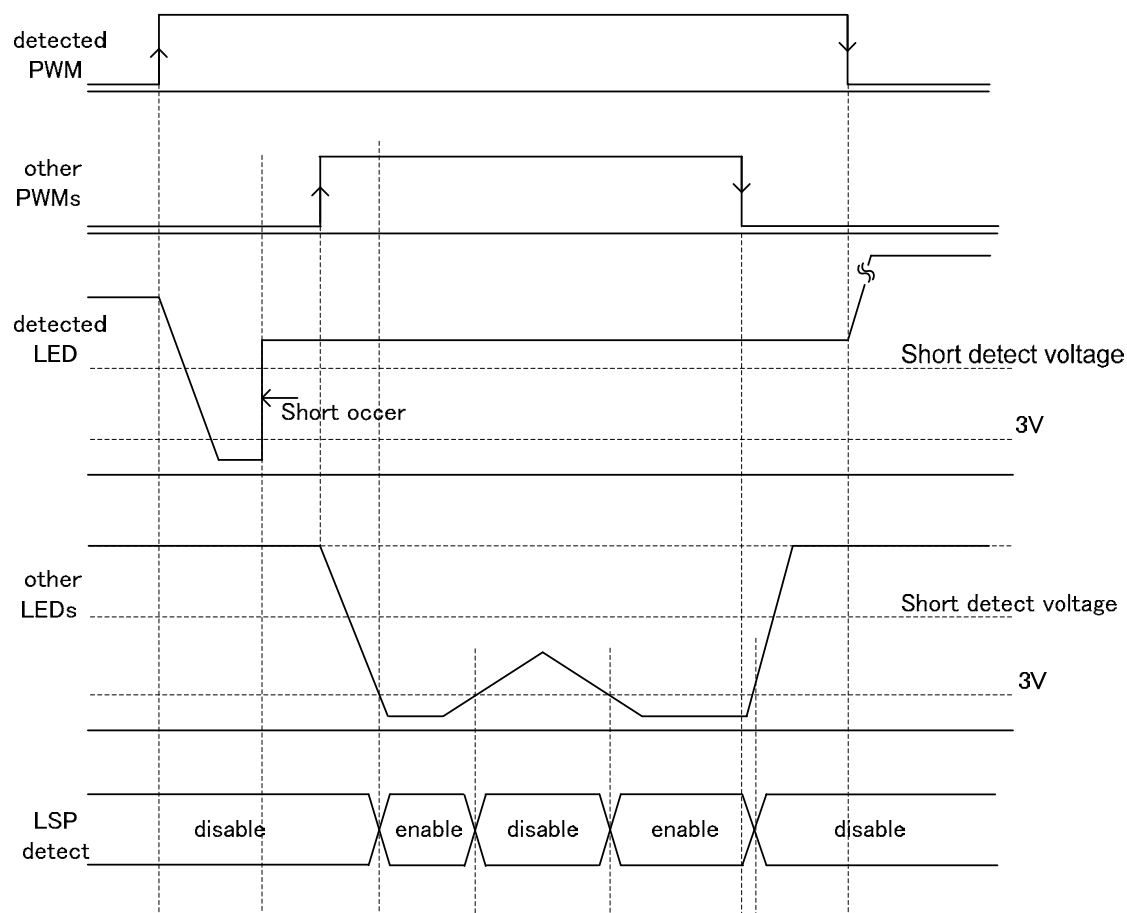 detected
PWM
other
PWMs
detected
LED
Short detect voltage
Short occer
3V
other
LEDs
Short detect voltage
3V
LSP
detect
disable
enable
disable
enable
disable